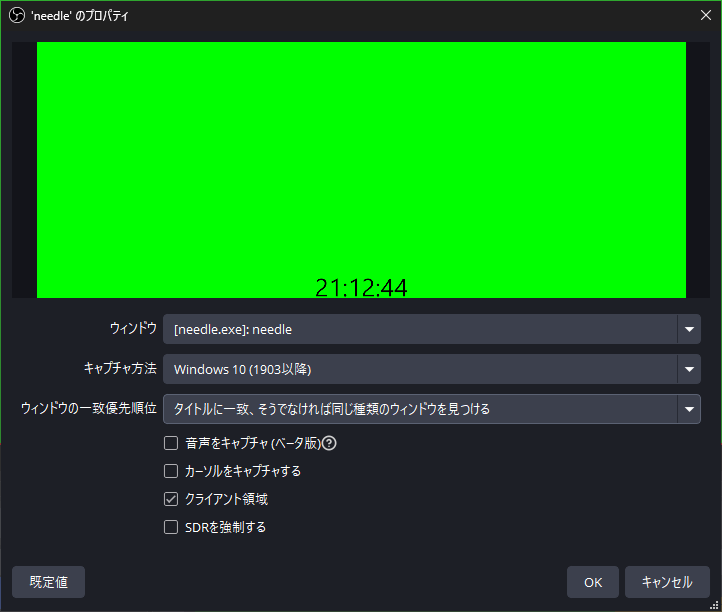 'needle' のプロパティ
21:12:44
ウィンドウ [needle.exe]: needle
キャプチャ方法 Windows 10 (1903以降)
ウィンドウの一致優先順位 タイトルに一致、そうでなければ同じ種類のウィンドウを見つける
音声をキャプチャ (ベータ版)?
カーソルをキャプチャする
クライアント領域
SDRを強制する
既定値 OK キャンセル